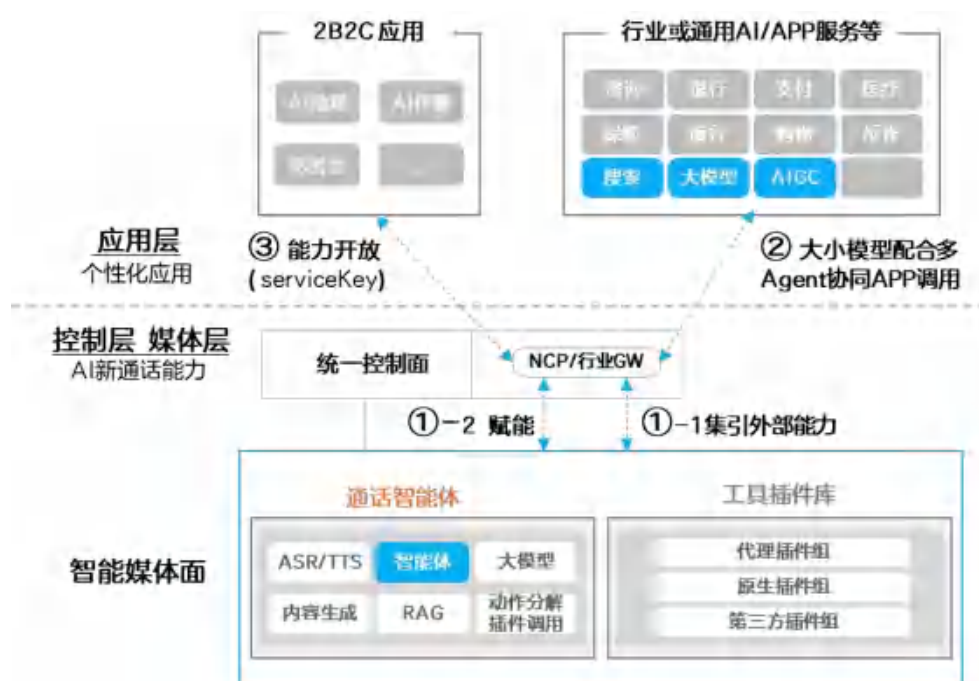 2B2C应用
行业或通用AI/APP服务等
支付
医疗
搜索
大模型
AIGC
应用层
个性化应用
③ 能力开放
(serviceKey)
② 大小模型配合多
Agent协同APP调用
控制层 媒体层
AI新通话能力
统一控制面
NCP/行业GW
①-2 赋能
①-1集引外部能力
通话智能体
工具插件库
智能媒体面
ASR/TTS
智能体
大模型
内容生成
RAG
动作分解
插件调用
代理插件组
原生插件组
第三方插件组